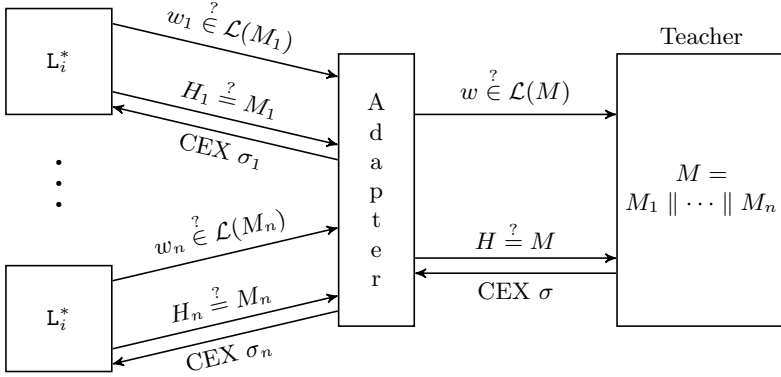 L*_i
w_1 ?∈ L(M_1)
H_1 ?= M_1
CEX σ_1
L*_i
w_n ?∈ L(M_n)
H_n ?= M_n
CEX σ_n
A
d
a
p
t
e
r
w ?∈ L(M)
H ?= M
CEX σ
Teacher
M =
M_1 ∥ ⋯ ∥ M_n